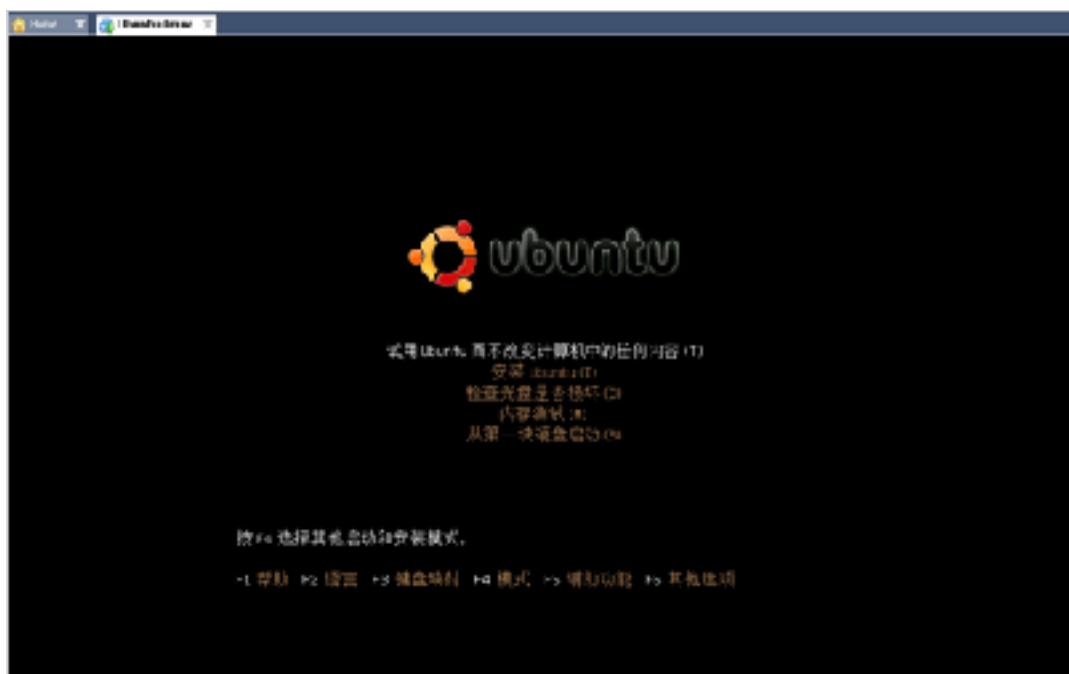 Home
ubuntu
试用 Ubuntu 而不改变计算机中的任何内容 (T)
安装 Ubuntu (I)
检查光盘是否损坏 (C)
内存测试 (M)
从第一块硬盘启动 (B)
按 F4 选择其他启动和安装模式。
F1 帮助 F2 语言 F3 键盘映射 F4 模式 F5 辅助功能 F6 其他选项